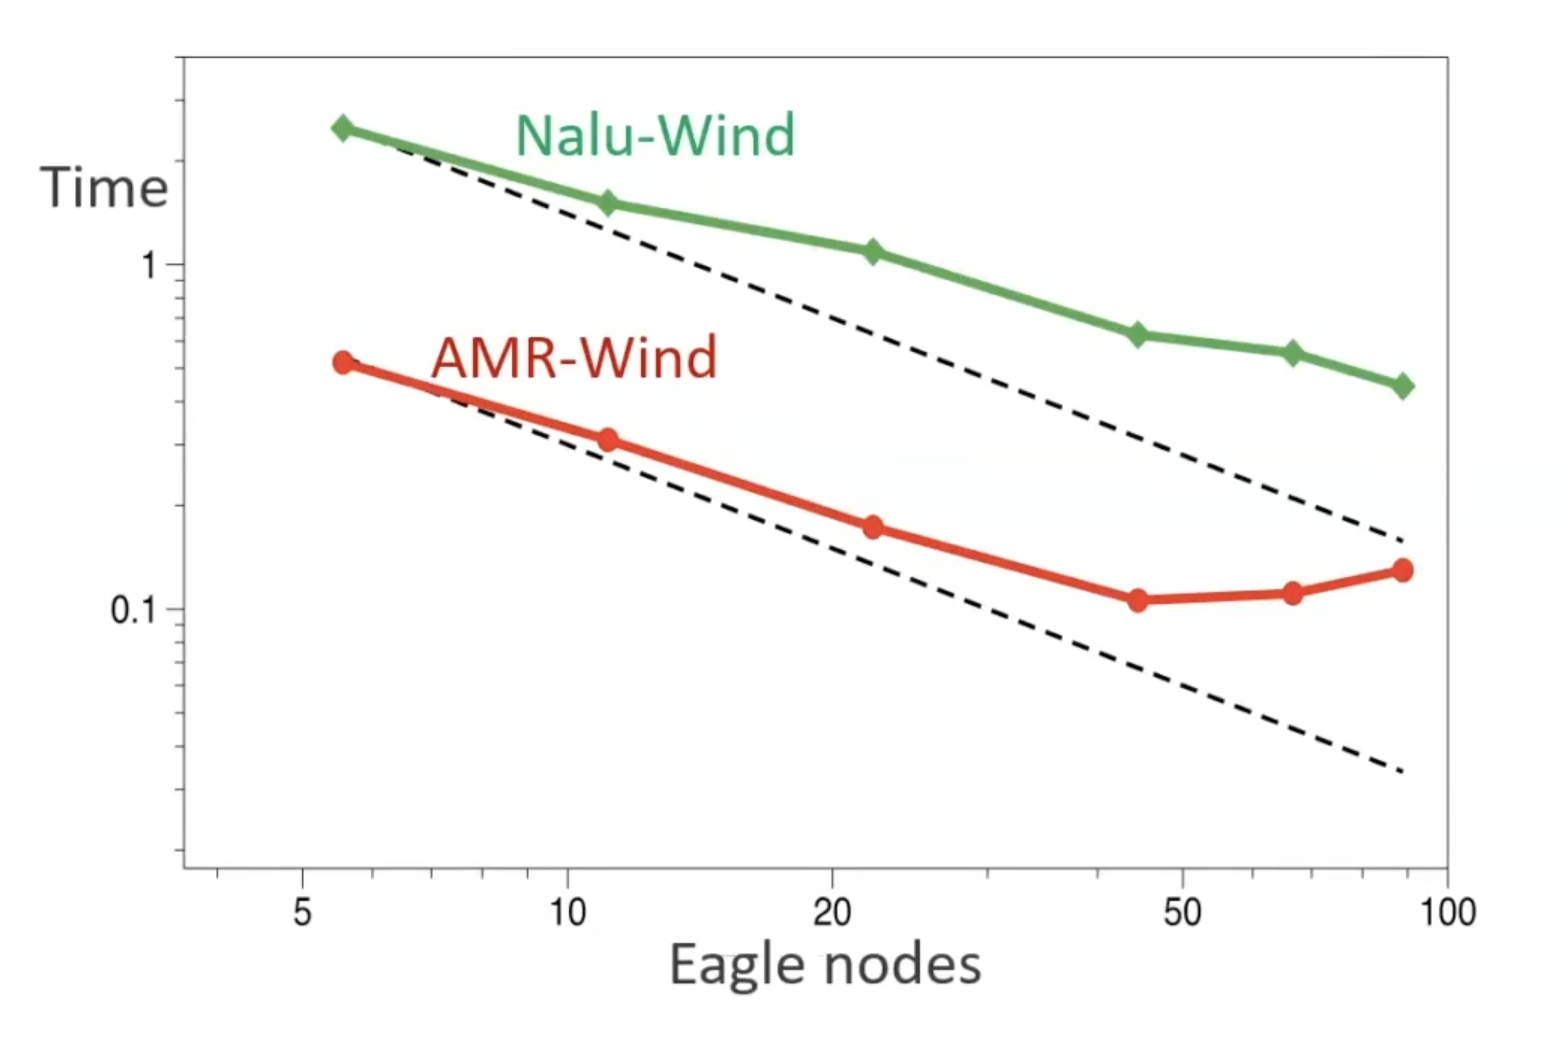 Nalu-Wind
Time
1
AMR-Wind
0.1
5 10 20 50 100
Eagle nodes